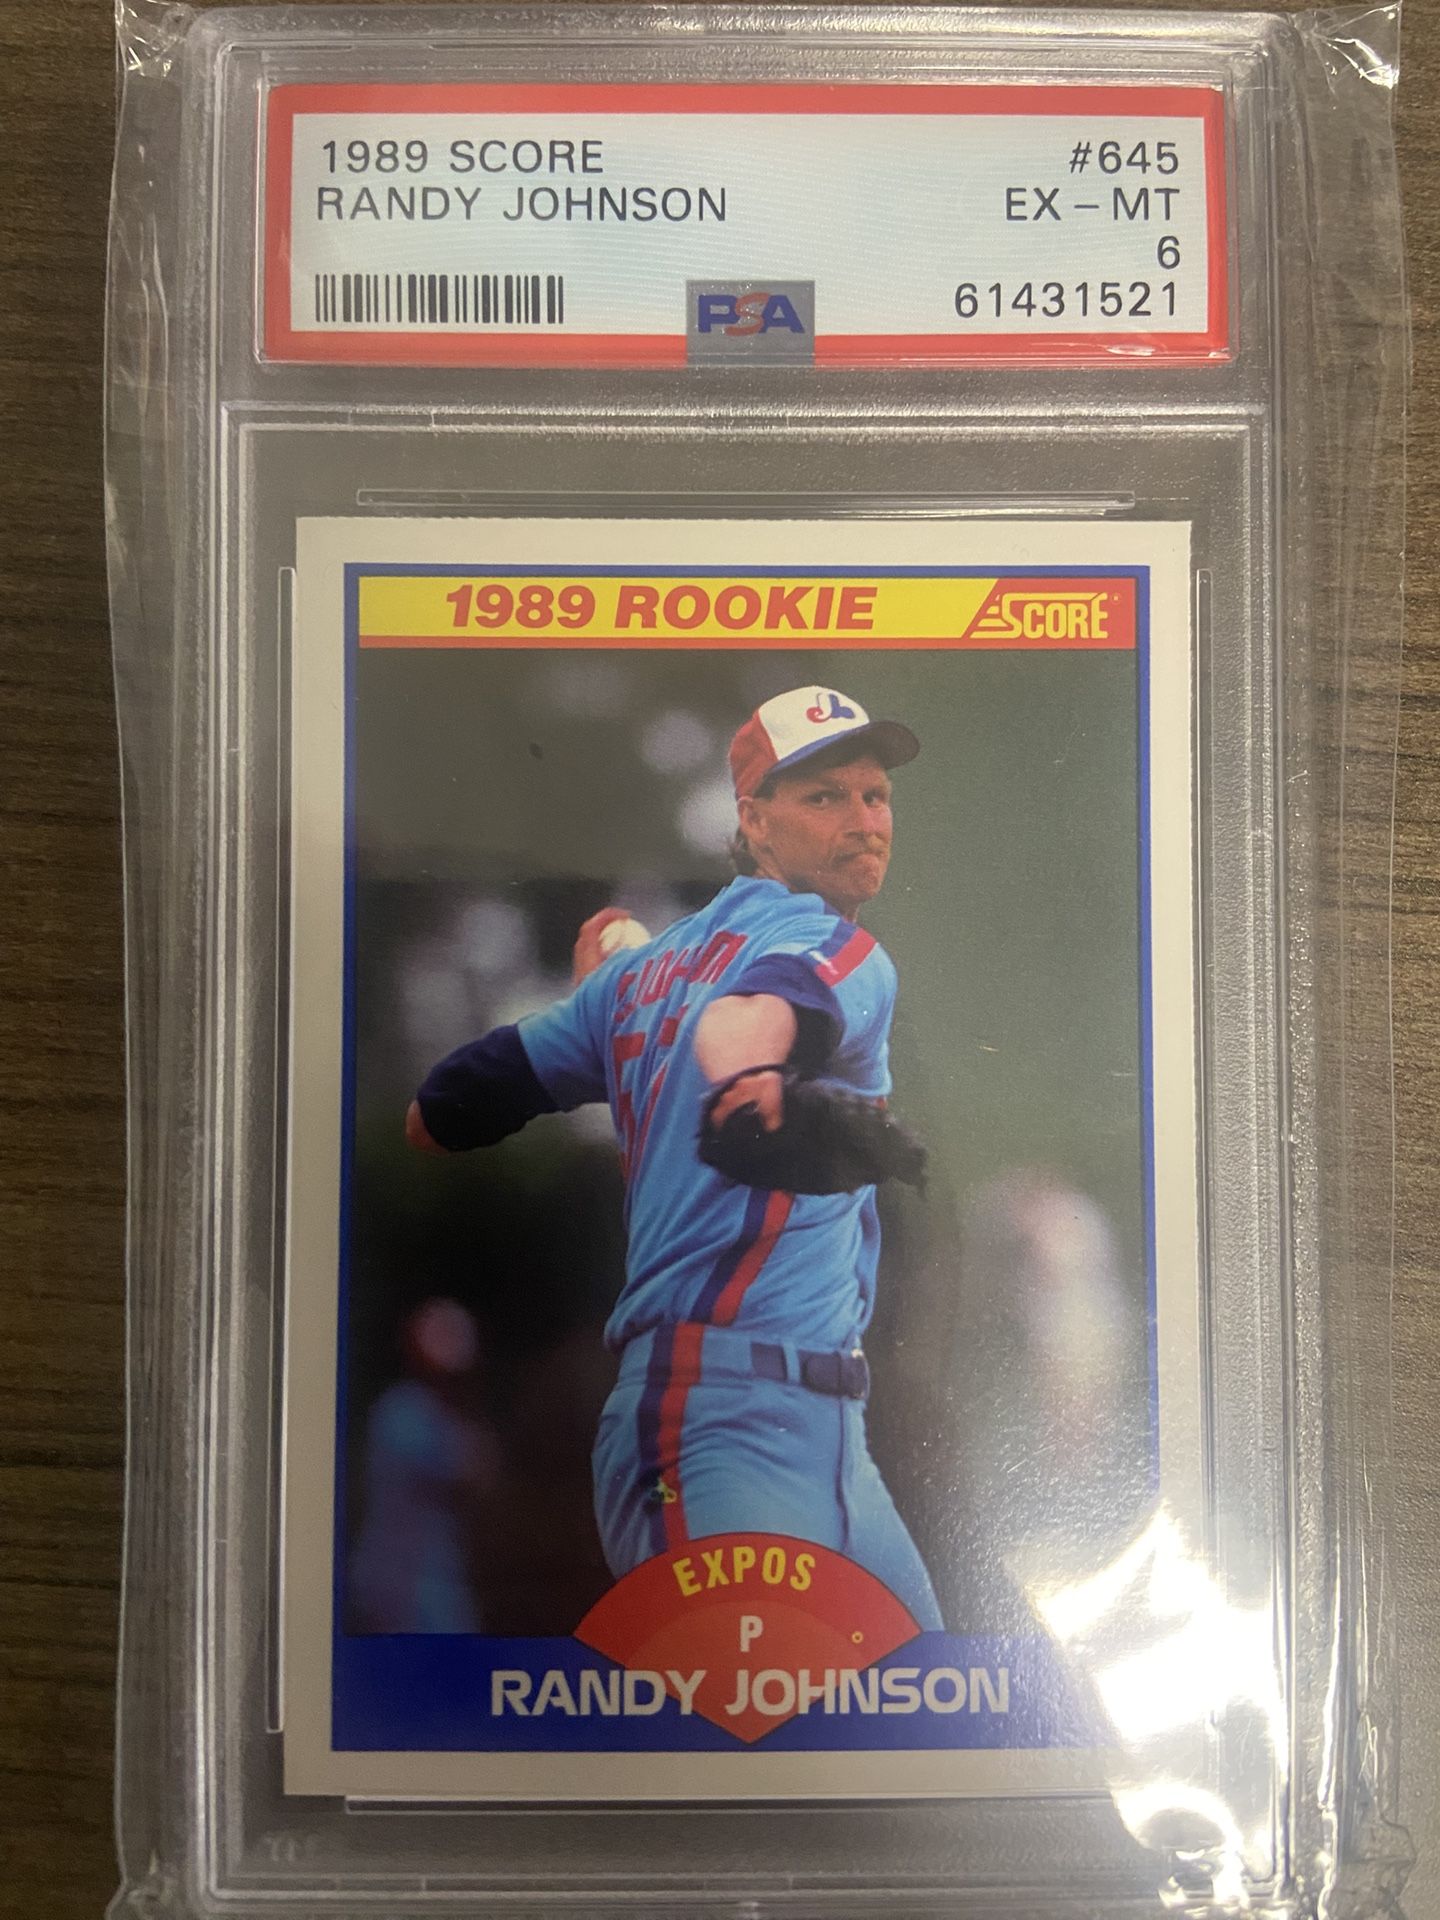 1989 SCORE #645
RANDY JOHNSON EX - MT
6
PSA 61431521
1989 ROOKIE SCORE
EXPOS
P
RANDY JOHNSON